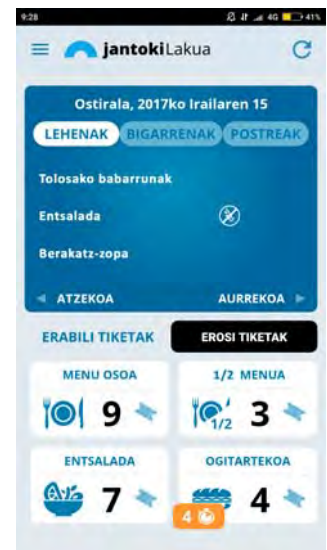 9:28 4G 41%
jantokiLakua
Ostirala, 2017ko Irailaren 15
LEHENAK BIGARRENAK POSTREAK
Tolosako babarrunak
Entsalada
Berakatz-zopa
ATZEKOA AURREKOA
ERABILI TIKETAK EROSI TIKETAK
MENU OSOA 1/2 MENUA
9 1/2 3
ENTSALADA OGITARTEKOA
7 4
4